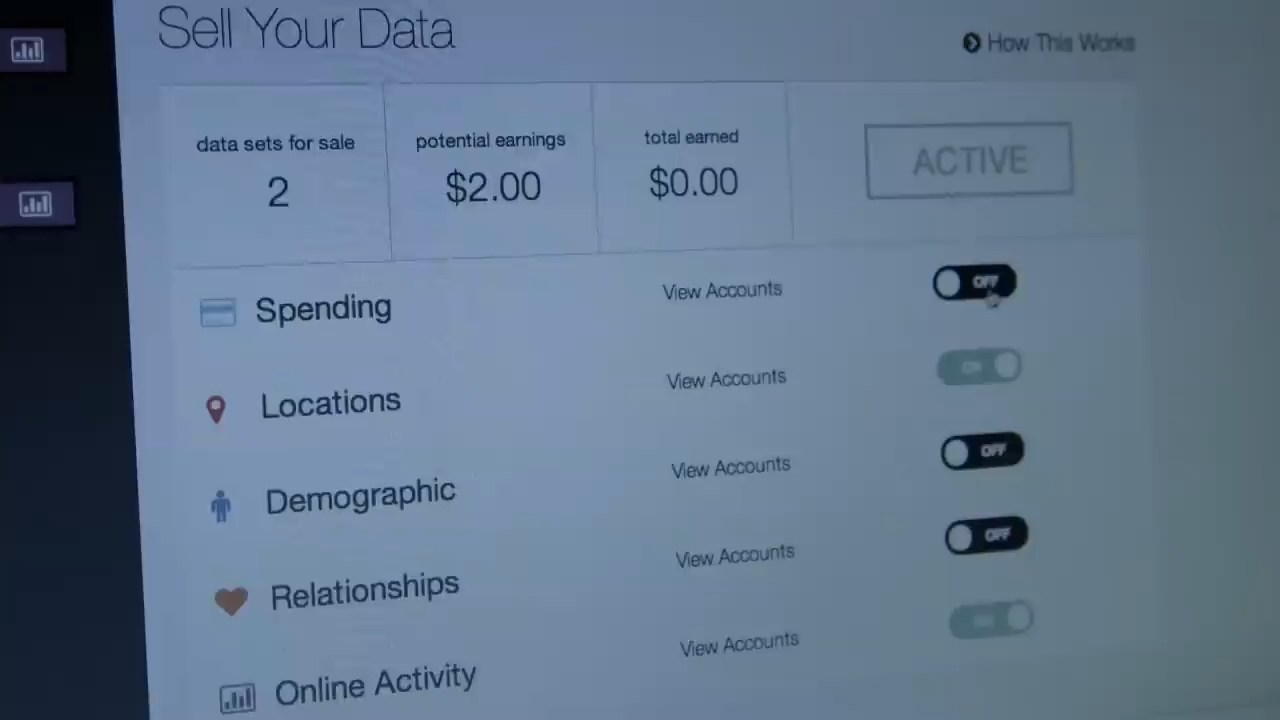 Sell Your Data
How This Works
data sets for sale
2
potential earnings
$2.00
total earned
$0.00
ACTIVE
Spending
View Accounts
OFF
Locations
View Accounts
ON
Demographic
View Accounts
OFF
Relationships
View Accounts
OFF
Online Activity
View Accounts